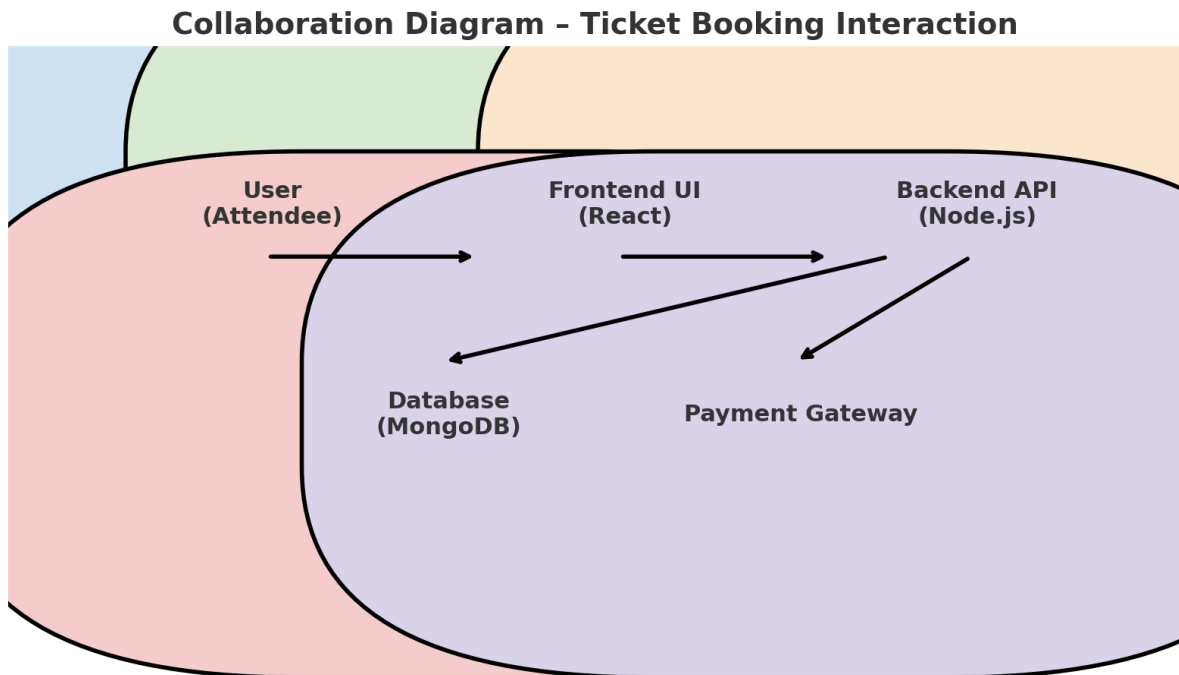 Collaboration Diagram – Ticket Booking Interaction
User
(Attendee)
Frontend UI
(React)
Backend API
(Node.js)
Database
(MongoDB)
Payment Gateway